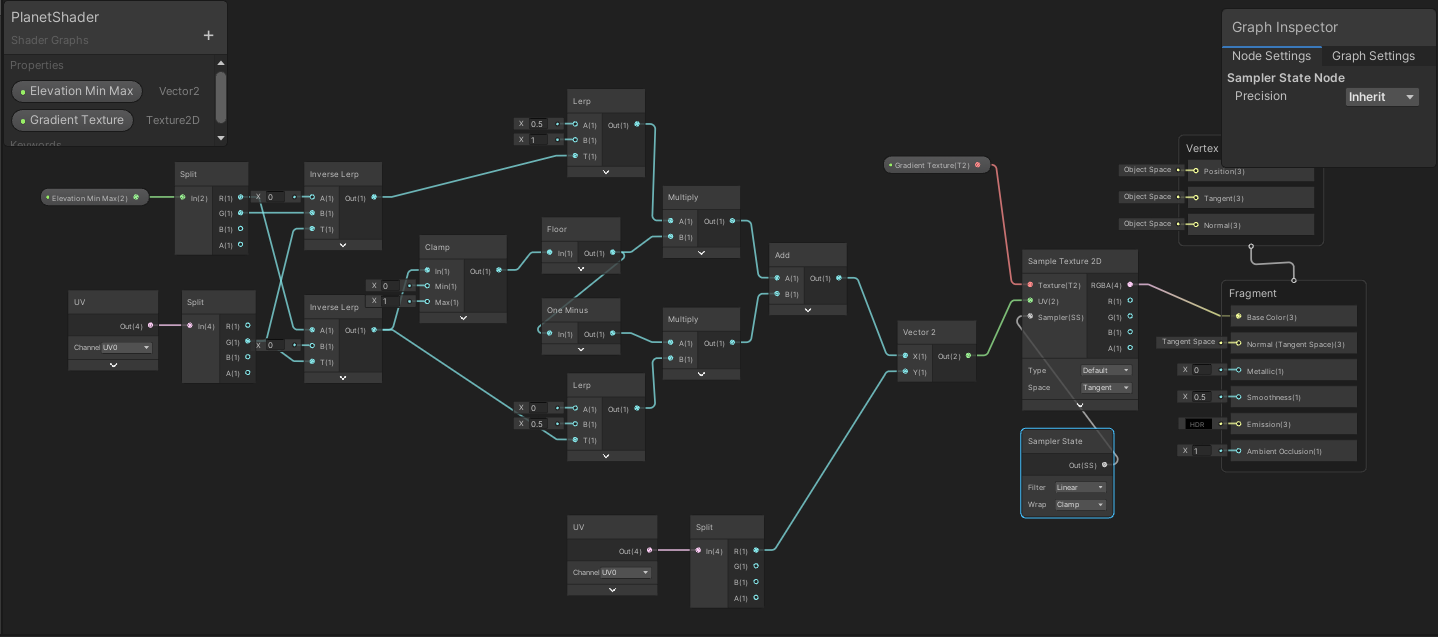 PlanetShader
Shader Graphs
Properties
Elevation Min Max
Vector2
Gradient Texture
Texture2D
Keywords
Graph Inspector
Node Settings
Graph Settings
Sampler State Node
Precision
Inherit
Elevation Min Max(2)
Split
In(2)
R(1)
G(1)
B(1)
A(1)
X 0
Inverse Lerp
A(1)
B(1)
T(1)
Out(1)
UV
Out(4)
Channel UV0
Split
In(4)
R(1)
G(1)
B(1)
A(1)
X 0
Inverse Lerp
A(1)
B(1)
T(1)
Out(1)
X 0
X 1
Clamp
In(1)
Min(1)
Max(1)
Out(1)
X 0.5
X 1
Lerp
A(1)
B(1)
T(1)
Out(1)
Floor
In(1)
Out(1)
One Minus
In(1)
Out(1)
X 0
X 0.5
Lerp
A(1)
B(1)
T(1)
Out(1)
Multiply
A(1)
B(1)
Out(1)
Multiply
A(1)
B(1)
Out(1)
Add
A(1)
B(1)
Out(1)
UV
Out(4)
Channel UV0
Split
In(4)
R(1)
G(1)
B(1)
A(1)
Vector 2
X(1)
Y(1)
Out(2)
Gradient Texture(T2)
Sample Texture 2D
Texture(T2)
UV(2)
Sampler(SS)
RGBA(4)
R(1)
G(1)
B(1)
A(1)
Type Default
Space Tangent
Sampler State
Out(SS)
Filter Linear
Wrap Clamp
Vertex
Object Space
Position(3)
Object Space
Tangent(3)
Object Space
Normal(3)
Fragment
Base Color(3)
Tangent Space
Normal (Tangent Space)(3)
X 0
Metallic(1)
X 0.5
Smoothness(1)
HDR
Emission(3)
X 1
Ambient Occlusion(1)